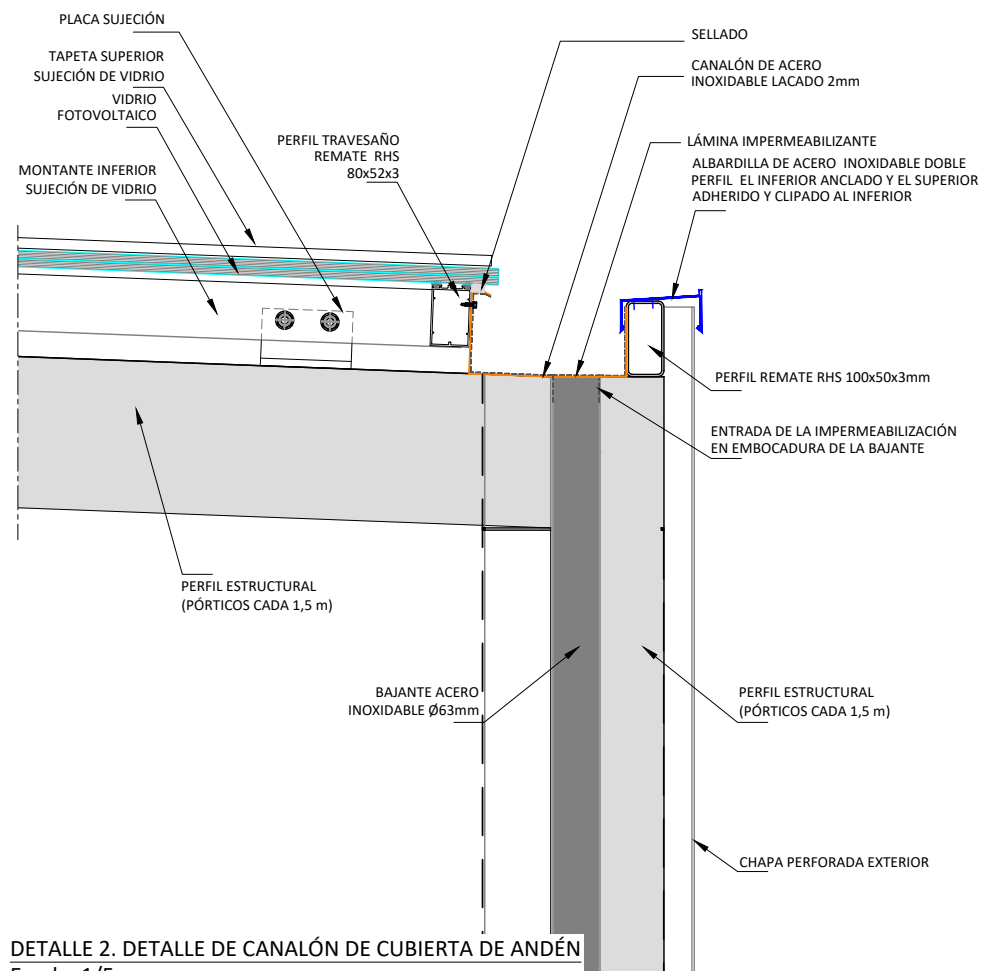 PLACA SUJECIÓN
TAPETA SUPERIOR
SUJECIÓN DE VIDRIO
VIDRIO
FOTOVOLTAICO
MONTANTE INFERIOR
SUJECIÓN DE VIDRIO
PERFIL TRAVESAÑO
REMATE RHS
80x52x3
SELLADO
CANALÓN DE ACERO
INOXIDABLE LACADO 2mm
LÁMINA IMPERMEABILIZANTE
ALBARDILLA DE ACERO INOXIDABLE DOBLE
PERFIL EL INFERIOR ANCLADO Y EL SUPERIOR
ADHERIDO Y CLIPADO AL INFERIOR
PERFIL REMATE RHS 100x50x3mm
ENTRADA DE LA IMPERMEABILIZACIÓN
EN EMBOCADURA DE LA BAJANTE
PERFIL ESTRUCTURAL
(PÓRTICOS CADA 1,5 m)
BAJANTE ACERO
INOXIDABLE Ø63mm
PERFIL ESTRUCTURAL
(PÓRTICOS CADA 1,5 m)
CHAPA PERFORADA EXTERIOR
DETALLE 2. DETALLE DE CANALÓN DE CUBIERTA DE ANDÉN